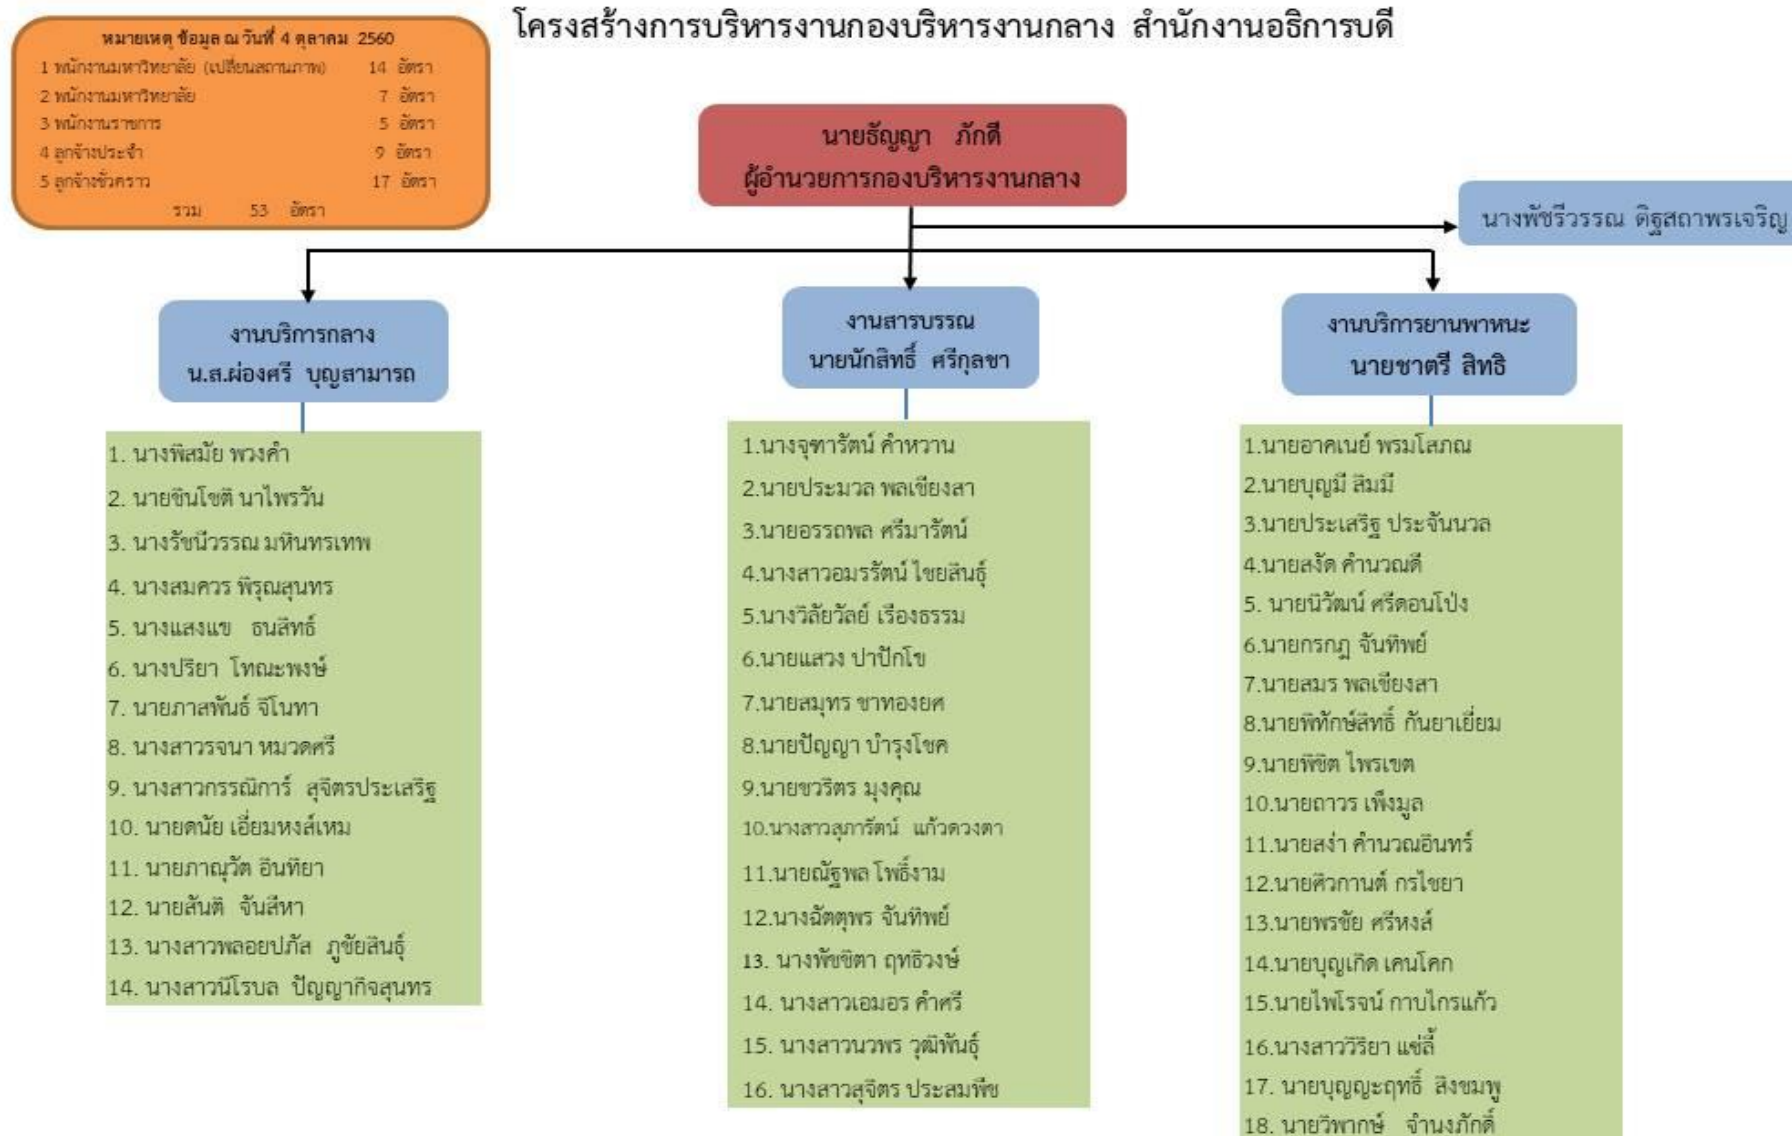 โครงสร้างการบริหารงานกองบริหารงานกลาง สำนักงานอธิการบดี
หมายเหตุ ข้อมูล ณ วันที่ 4 ตุลาคม 2560
1 พนักงานมหาวิทยาลัย (เปลี่ยนสถานภาพ) 14 อัตรา
2 พนักงานมหาวิทยาลัย 7 อัตรา
3 พนักงานราชการ 5 อัตรา
4 ลูกจ้างประจำ 9 อัตรา
5 ลูกจ้างชั่วคราว 17 อัตรา
รวม 53 อัตรา
นายธัญญา ภักดี
ผู้อำนวยการกองบริหารงานกลาง
นางพัชรีวรรณ ดิฐสถาพรเจริญ
งานบริการกลาง
น.ส.ผ่องศรี บุญสามารถ
1. นางพิสมัย พวงคำ
2. นายชินโชติ นาไพรวัน
3. นางรัชนีวรรณ มหินทรเทพ
4. นางสมควร พิรุณสุนทร
5. นางแสงแข ธนสิทธ์
6. นางปริยา โทณะพงษ์
7. นายภาสพันธ์ จิโนทา
8. นางสาวรจนา หมวดศรี
9. นางสาวกรรณิการ์ สุจิตรประเสริฐ
10. นายดนัย เอี่ยมหงส์เหม
11. นายภาณุวัต อินทิยา
12. นายสันติ จันสีหา
13. นางสาวพลอยปภัส ภูชัยสินธุ์
14. นางสาวนิโรบล ปัญญากิจสุนทร
งานสารบรรณ
นายนักสิทธิ์ ศรีกุลชา
1.นางจุฑารัตน์ คำหวาน
2.นายประมวล พลเชียงสา
3.นายอรรถพล ศรีมารัตน์
4.นางสาวอมรรัตน์ ไชยสินธุ์
5.นางวิลัยวัลย์ เรืองธรรม
6.นายแสวง ปาปักโข
7.นายสมุทร ชาทองยศ
8.นายปัญญา บำรุงโชค
9.นายชวริตร มุงคุณ
10.นางสาวสุภารัตน์ แก้วดวงตา
11.นายณัฐพล โพธิ์งาม
12.นางฉัตตุพร จันทิพย์
13. นางพัชชิตา ฤทธิวงษ์
14. นางสาวเอมอร คำศรี
15. นางสาวนวพร วุฒิพันธุ์
16. นางสาวสุจิตร ประสมพืช
งานบริการยานพาหนะ
นายชาตรี สิทธิ
1.นายอาคเนย์ พรมโสภณ
2.นายบุญมี สิมมี
3.นายประเสริฐ ประจันนวล
4.นายสงัด คำนวณดี
5. นายนิวัฒน์ ศรีดอนโป่ง
6.นายกรกฎ จันทิพย์
7.นายสมร พลเชียงสา
8.นายพิทักษ์สิทธิ์ กันยาเยี่ยม
9.นายพิชิต ไพรเขต
10.นายถาวร เพ็งมูล
11.นายสง่า คำนวณอินทร์
12.นายศิวกานต์ กรไชยา
13.นายพรชัย ศรีหงส์
14.นายบุญเกิด เคนโคก
15.นายไพโรจน์ กาบไกรแก้ว
16.นางสาววิริยา แซ่ลี้
17. นายบุญญะฤทธิ์ สิงชมพู
18. นายวิพากษ์ จำนงภักดิ์